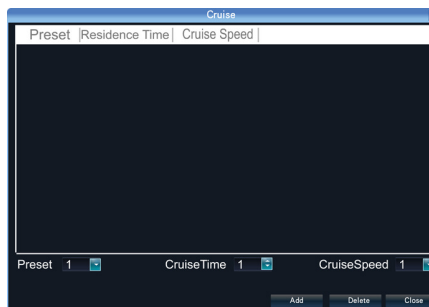 Cruise
Preset | Residence Time | Cruise Speed |
Preset 1 CruiseTime 1 CruiseSpeed 1
Add Delete Close